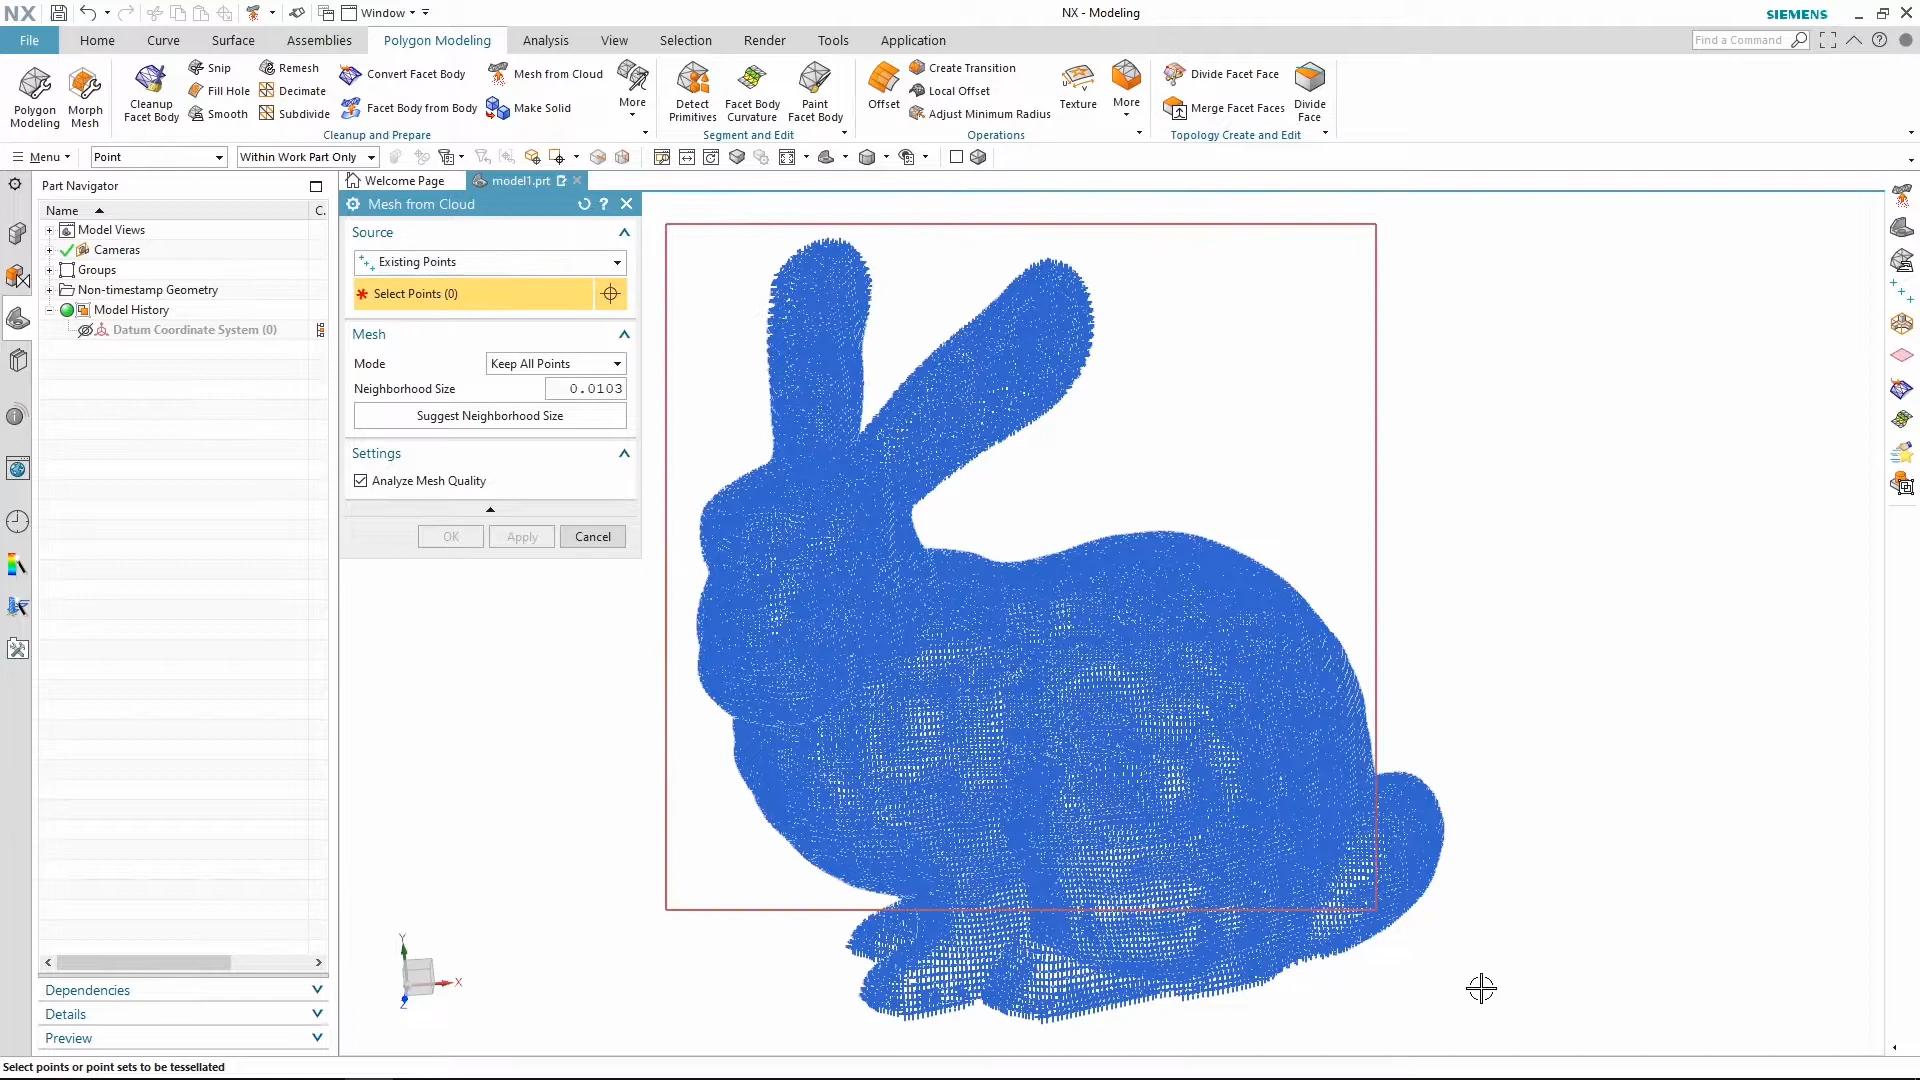 NX
Window
NX - Modeling
SIEMENS
File
Home
Curve
Surface
Assemblies
Polygon Modeling
Analysis
View
Selection
Render
Tools
Application
Find a Command
Polygon Modeling
Morph Mesh
Cleanup Facet Body
Snip
Fill Hole
Smooth
Remesh
Decimate
Subdivide
Convert Facet Body
Facet Body from Body
Mesh from Cloud
Make Solid
More
Cleanup and Prepare
Detect Primitives
Facet Body Curvature
Paint Facet Body
Segment and Edit
Offset
Create Transition
Local Offset
Adjust Minimum Radius
Texture
More
Operations
Divide Facet Face
Merge Facet Faces
Divide Face
Topology Create and Edit
Menu
Point
Within Work Part Only
Part Navigator
Name
C.
Model Views
Cameras
Groups
Non-timestamp Geometry
Model History
Datum Coordinate System (0)
Welcome Page
model1.prt
Mesh from Cloud
Source
Existing Points
* Select Points (0)
Mesh
Mode
Keep All Points
Neighborhood Size
0.0103
Suggest Neighborhood Size
Settings
Analyze Mesh Quality
OK
Apply
Cancel
Y
X
Z
Dependencies
Details
Preview
Select points or point sets to be tessellated